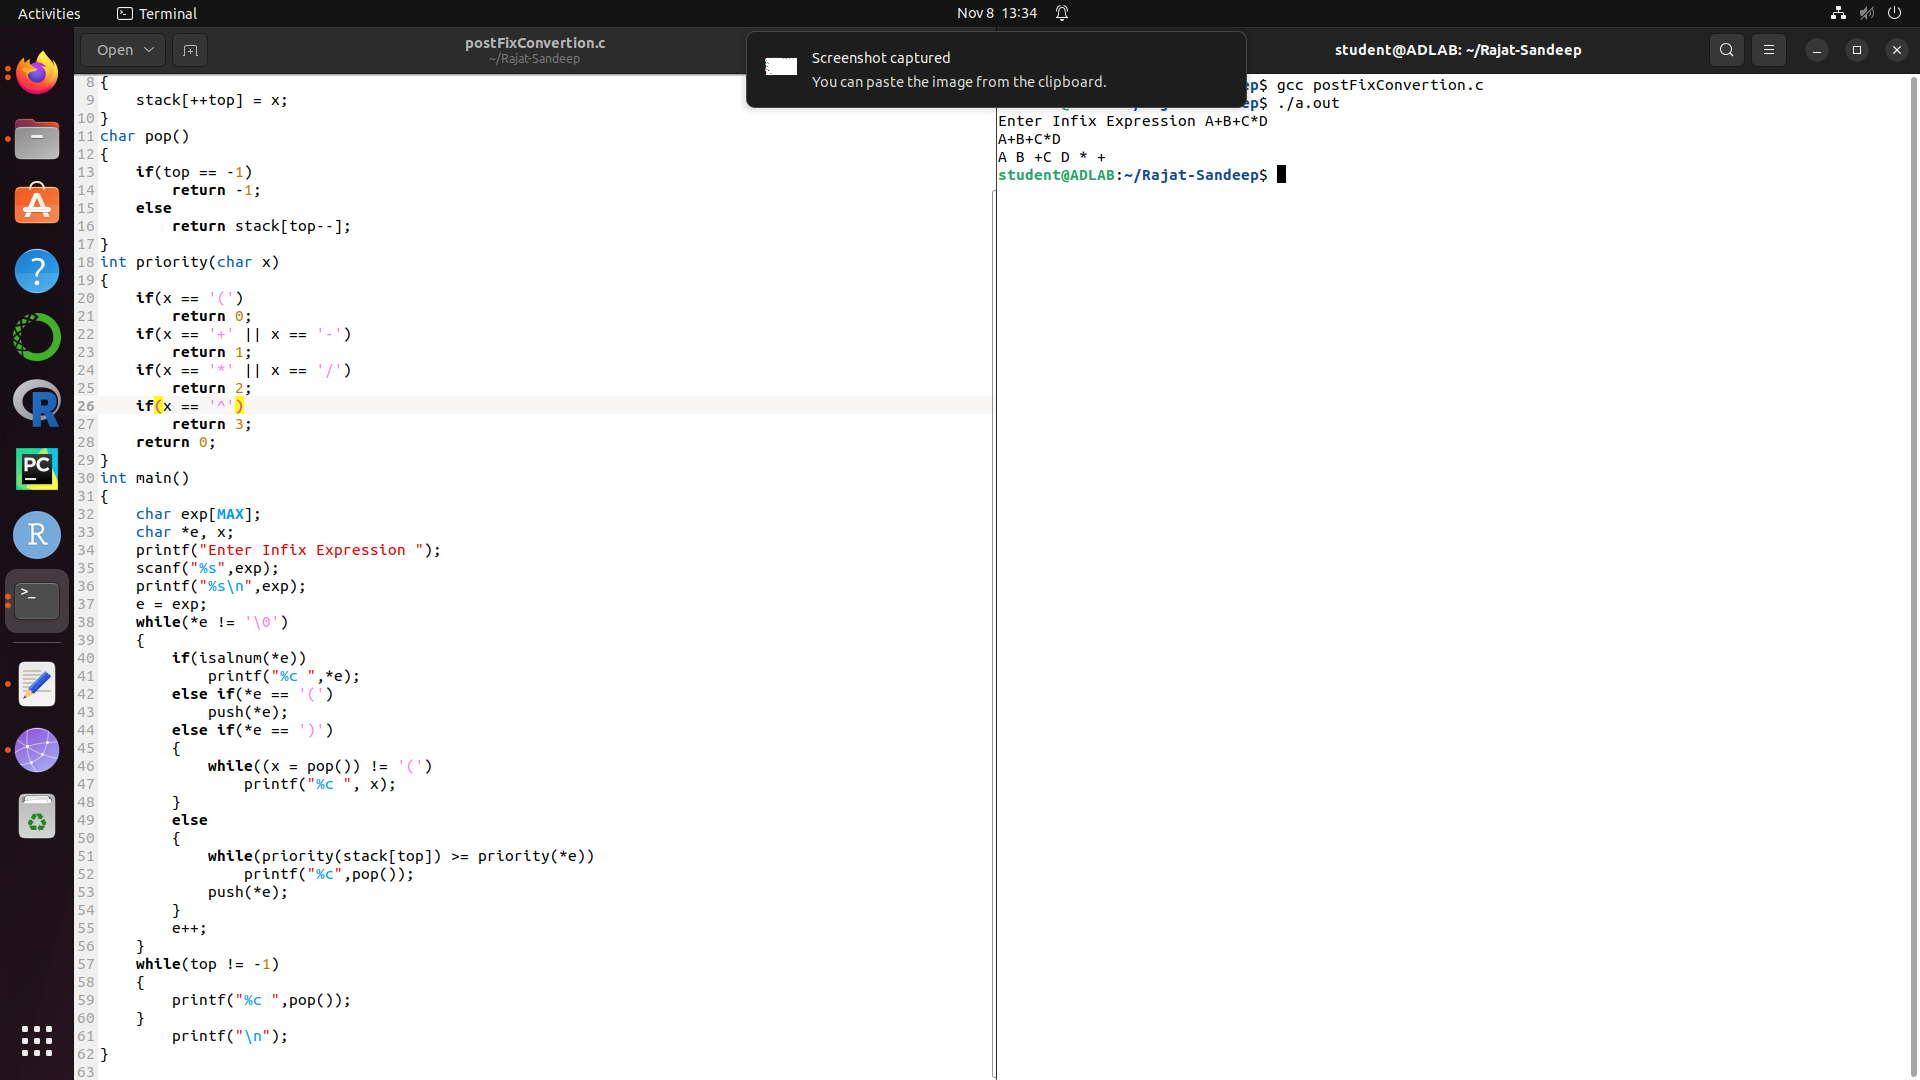 Activities
Terminal
Nov 8 13:34
Open
postFixConvertion.c
~/Rajat-Sandeep
Screenshot captured
You can paste the image from the clipboard.
student@ADLAB: ~/Rajat-Sandeep
8 {
9     stack[++top] = x;
10 }
11 char pop()
12 {
13     if(top == -1)
14         return -1;
15     else
16         return stack[top--];
17 }
18 int priority(char x)
19 {
20     if(x == '(')
21         return 0;
22     if(x == '+' || x == '-')
23         return 1;
24     if(x == '*' || x == '/')
25         return 2;
26     if(x == '^')
27         return 3;
28     return 0;
29 }
30 int main()
31 {
32     char exp[MAX];
33     char *e, x;
34     printf("Enter Infix Expression ");
35     scanf("%s",exp);
36     printf("%s\n",exp);
37     e = exp;
38     while(*e != '\0')
39     {
40         if(isalnum(*e))
41             printf("%c ",*e);
42         else if(*e == '(')
43             push(*e);
44         else if(*e == ')')
45         {
46             while((x = pop()) != '(')
47                 printf("%c ", x);
48         }
49         else
50         {
51             while(priority(stack[top]) >= priority(*e))
52                 printf("%c",pop());
53             push(*e);
54         }
55         e++;
56     }
57     while(top != -1)
58     {
59         printf("%c ",pop());
60     }
61         printf("\n");
62 }
63
ep$ gcc postFixConvertion.c
ep$ ./a.out
Enter Infix Expression A+B+C*D
A+B+C*D
A B +C D * +
student@ADLAB:~/Rajat-Sandeep$
?
R
PC
R
>_